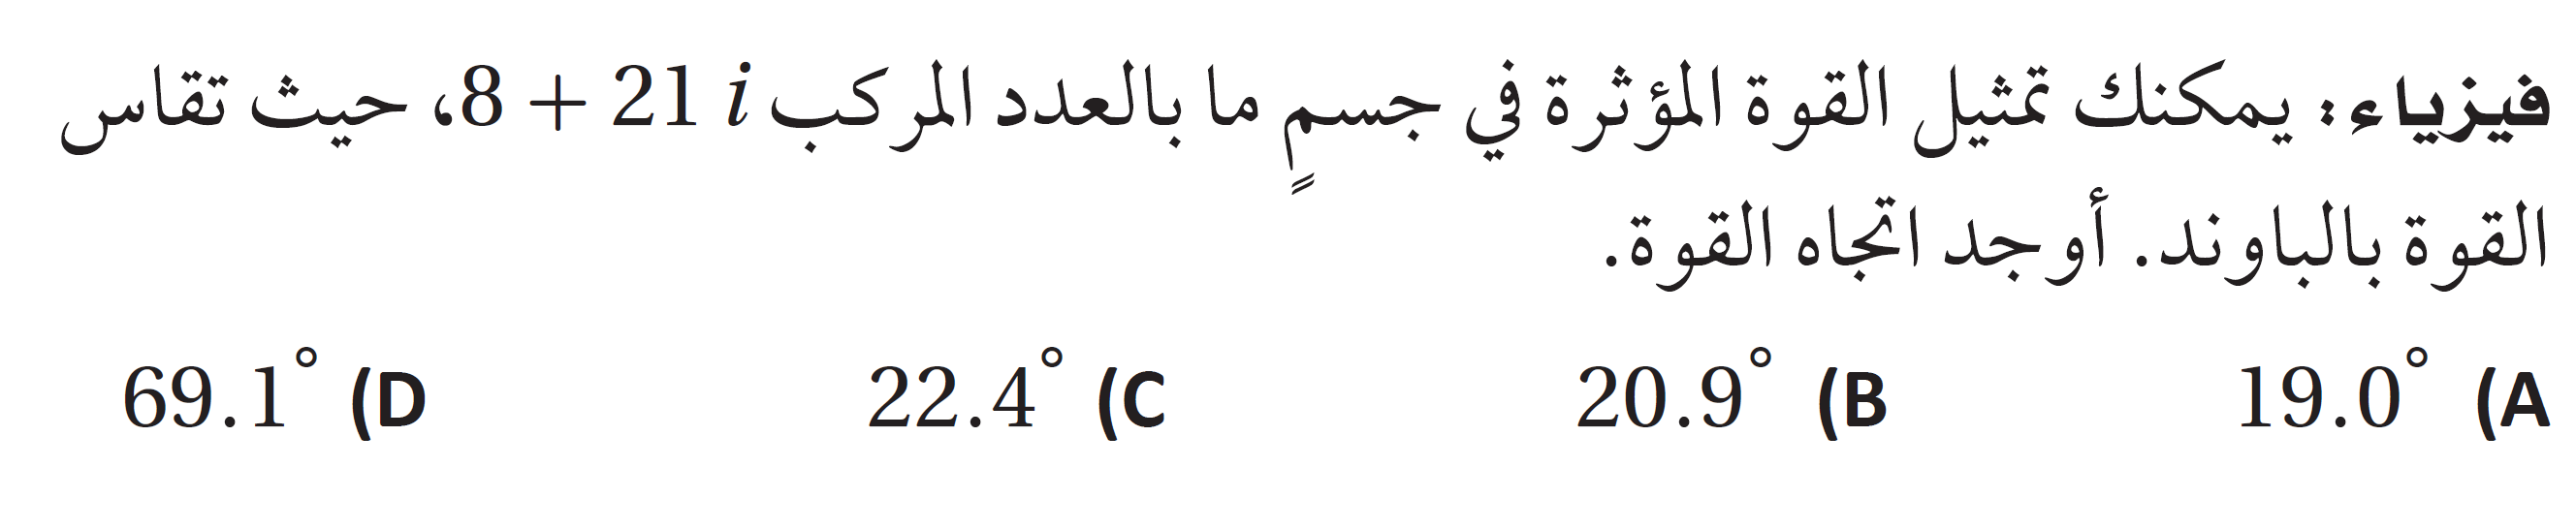 فيزياء: يمكنك تمثيل القوة المؤثرة في جسمٍ ما بالعدد المركب 8 + 21 i، حيث تقاس
القوة بالباوند. أوجد اتجاه القوة.
A) 19.0° B) 20.9° C) 22.4° D) 69.1°